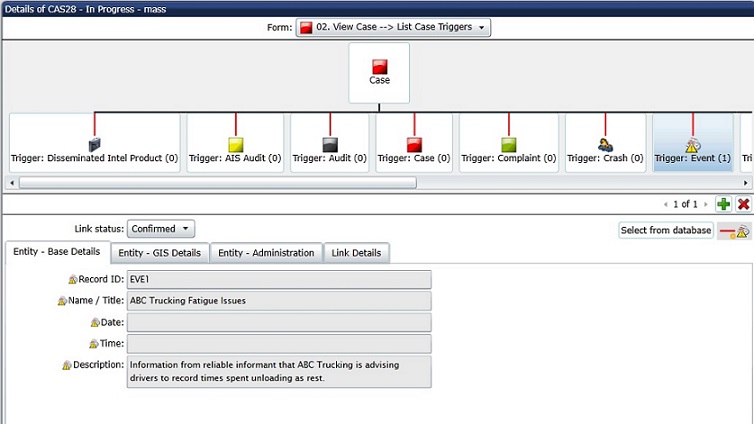 Details of CAS28 - In Progress - mass
Form: 02. View Case --> List Case Triggers
Case
Trigger: Disseminated Intel Product (0) Trigger: AIS Audit (0) Trigger: Audit (0) Trigger: Case (0) Trigger: Complaint (0) Trigger: Crash (0) Trigger: Event (1) Tri
1 of 1
Link status: Confirmed Select from database
Entity - Base Details Entity - GIS Details Entity - Administration Link Details
Record ID: EVE1
Name / Title: ABC Trucking Fatigue Issues
Date:
Time:
Description: Information from reliable informant that ABC Trucking is advising
drivers to record times spent unloading as rest.